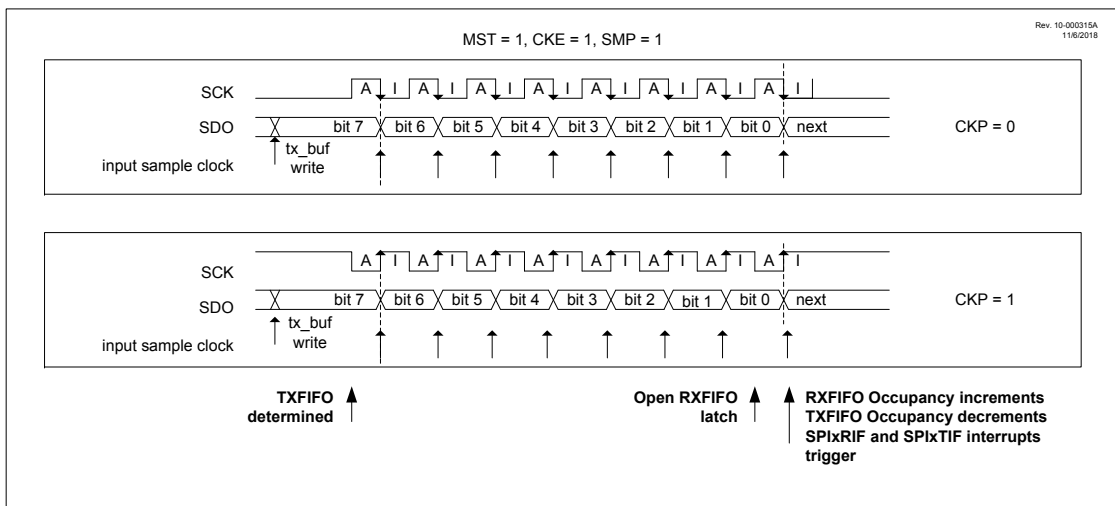 Rev. 10-000315A
11/6/2018
MST = 1, CKE = 1, SMP = 1
SCK
A I A I A I A I A I A I A I A I
SDO
bit 7 bit 6 bit 5 bit 4 bit 3 bit 2 bit 1 bit 0 next
CKP = 0
tx_buf
write
input sample clock
SCK
A I A I A I A I A I A I A I A I
SDO
bit 7 bit 6 bit 5 bit 4 bit 3 bit 2 bit 1 bit 0 next
CKP = 1
tx_buf
write
input sample clock
TXFIFO
determined
Open RXFIFO
latch
RXFIFO Occupancy increments
TXFIFO Occupancy decrements
SPIxRIF and SPIxTIF interrupts
trigger